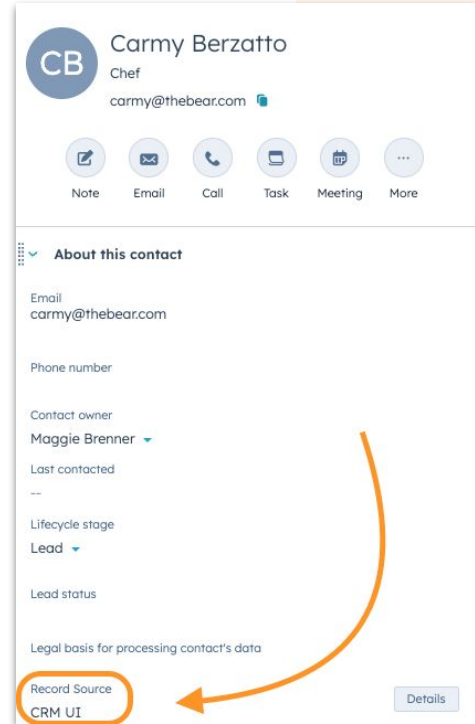 CB
Carmy Berzatto
Chef
carmy@thebear.com
Note Email Call Task Meeting More
About this contact
Email
carmy@thebear.com
Phone number
Contact owner
Maggie Brenner
Last contacted
--
Lifecycle stage
Lead
Lead status
Legal basis for processing contact's data
Record Source
CRM UI
Details